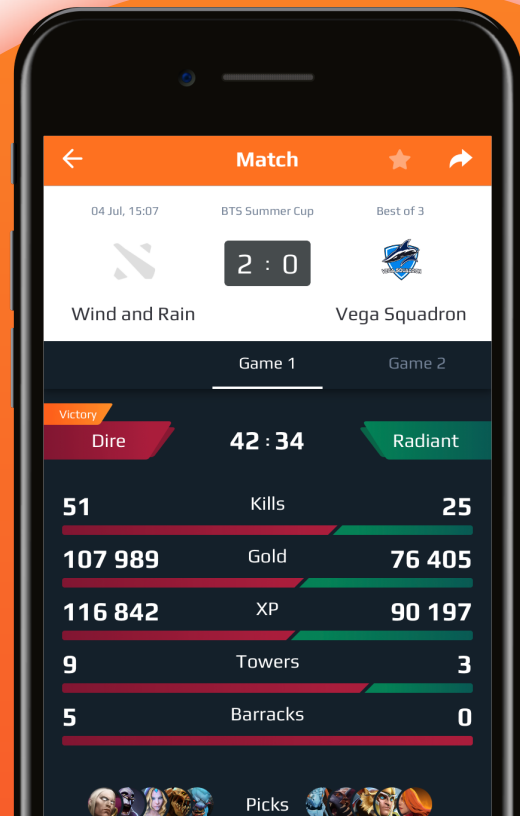 Match
04 Jul, 15:07 BTS Summer Cup Best of 3
2 : 0
VEGA SQUADRON
Wind and Rain Vega Squadron
Game 1 Game 2
Victory
Dire 42 : 34 Radiant
51 Kills 25
107 989 Gold 76 405
116 842 XP 90 197
9 Towers 3
5 Barracks 0
Picks